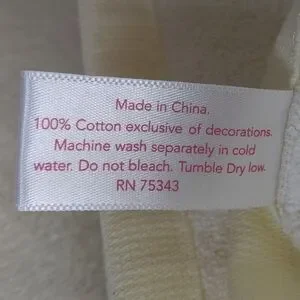 Made in China.
100% Cotton exclusive of decorations.
Machine wash separately in cold
water. Do not bleach. Tumble Dry low.
RN 75343